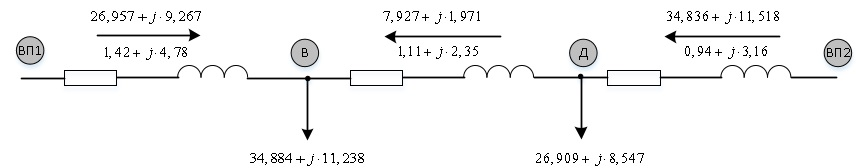 26,957 + j·9,267
7,927 + j·1,971
34,836 + j·11,518
ВП1
1,42 + j·4,78
В
1,11 + j·2,35
Д
0,94 + j·3,16
ВП2
34,884 + j·11,238
26,909 + j·8,547